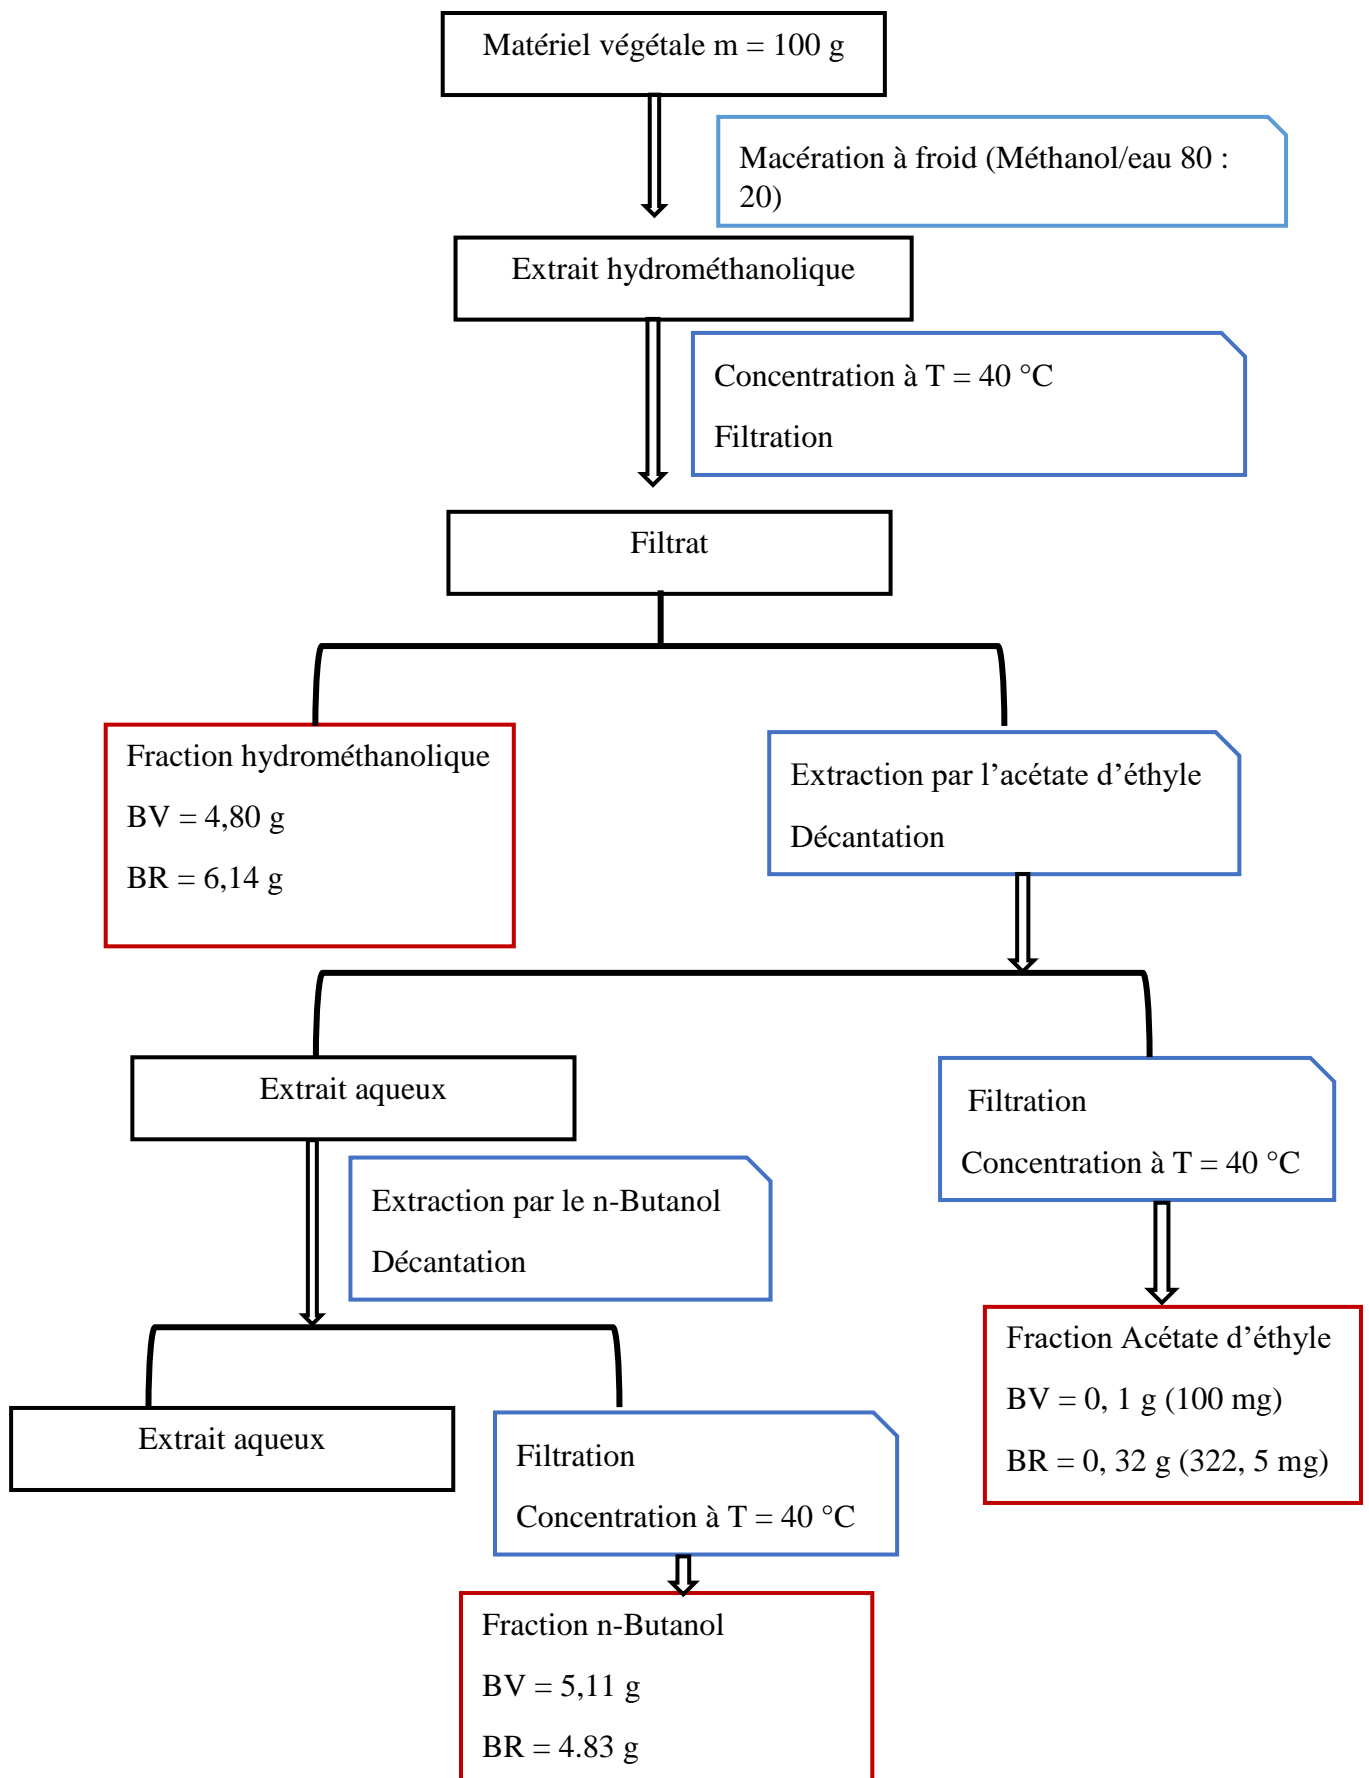 Matériel végétale m = 100 g
Macération à froid (Méthanol/eau 80 :
20)
Extrait hydrométhanolique
Concentration à T = 40 °C
Filtration
Filtrat
Fraction hydrométhanolique
BV = 4,80 g
BR = 6,14 g
Extraction par l’acétate d’éthyle
Décantation
Extrait aqueux
Filtration
Concentration à T = 40 °C
Extraction par le n-Butanol
Décantation
Fraction Acétate d’éthyle
BV = 0, 1 g (100 mg)
BR = 0, 32 g (322, 5 mg)
Extrait aqueux
Filtration
Concentration à T = 40 °C
Fraction n-Butanol
BV = 5,11 g
BR = 4.83 g